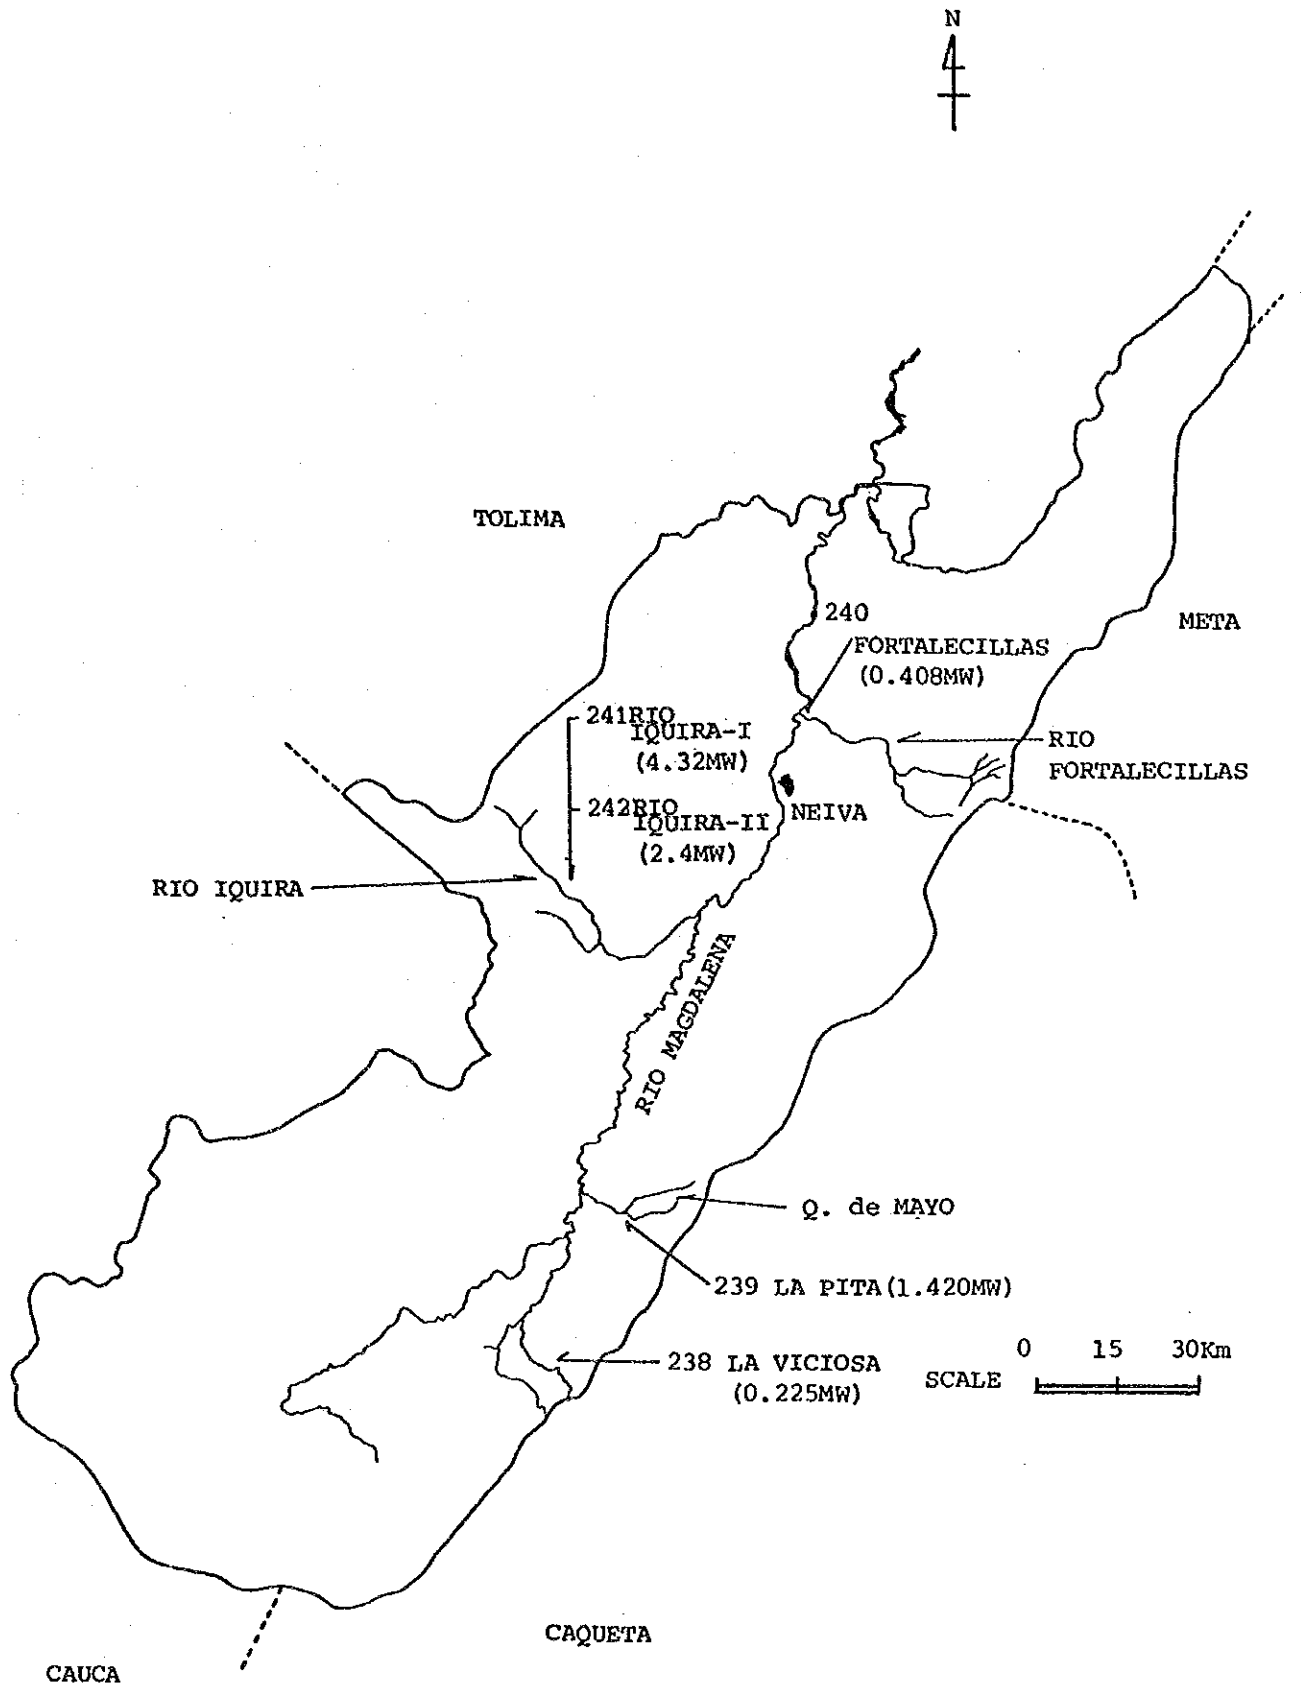 N
TOLIMA
240
FORTALECILLAS
(0.408MW)
META
241RIO
IQUIRA-I
(4.32MW)
RIO
FORTALECILLAS
242RIO
IQUIRA-II
(2.4MW)
NEIVA
RIO IQUIRA
RIO MAGDALENA
Q. de MAYO
239 LA PITA(1.420MW)
238 LA VICIOSA
(0.225MW)
SCALE
0 15 30Km
CAQUETA
CAUCA